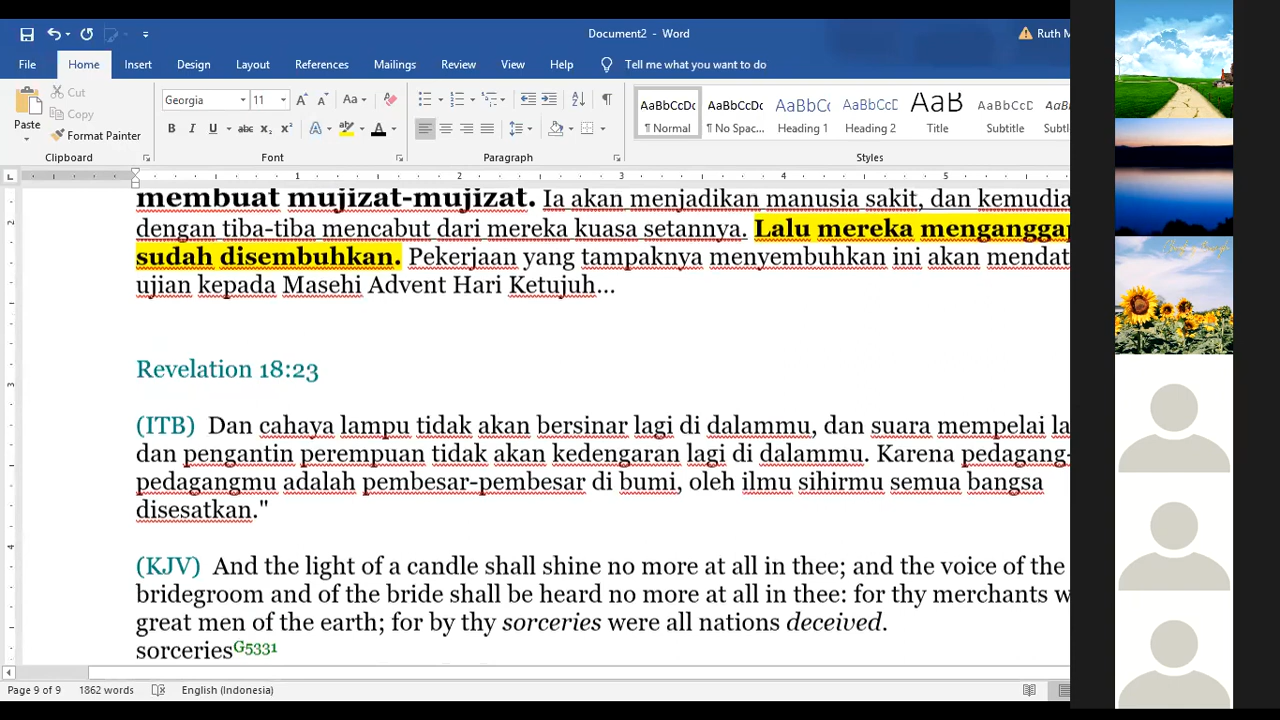 Document2 - Word
Ruth M
File Home Insert Design Layout References Mailings Review View Help Tell me what you want to do
Paste
Cut
Copy
Format Painter
Georgia 11
Clipboard Font Paragraph Styles
AaBbCcDc AaBbCcDc AaBbCc AaBbCcD AaB AaBbCcD AaBb
¶ Normal ¶ No Spac... Heading 1 Heading 2 Title Subtitle Subtl
1 2 3 4 5
membuat mujizat-mujizat. Ia akan menjadikan manusia sakit, dan kemudia
dengan tiba-tiba mencabut dari mereka kuasa setannya. Lalu mereka menganggap
sudah disembuhkan. Pekerjaan yang tampaknya menyembuhkan ini akan mendat
ujian kepada Masehi Advent Hari Ketujuh...
Revelation 18:23
(ITB) Dan cahaya lampu tidak akan bersinar lagi di dalammu, dan suara mempelai la
dan pengantin perempuan tidak akan kedengaran lagi di dalammu. Karena pedagang-
pedagangmu adalah pembesar-pembesar di bumi, oleh ilmu sihirmu semua bangsa
disesatkan."
(KJV) And the light of a candle shall shine no more at all in thee; and the voice of the
bridegroom and of the bride shall be heard no more at all in thee: for thy merchants w
great men of the earth; for by thy sorceries were all nations deceived.
sorceriesG5331
Page 9 of 9 1862 words English (Indonesia)